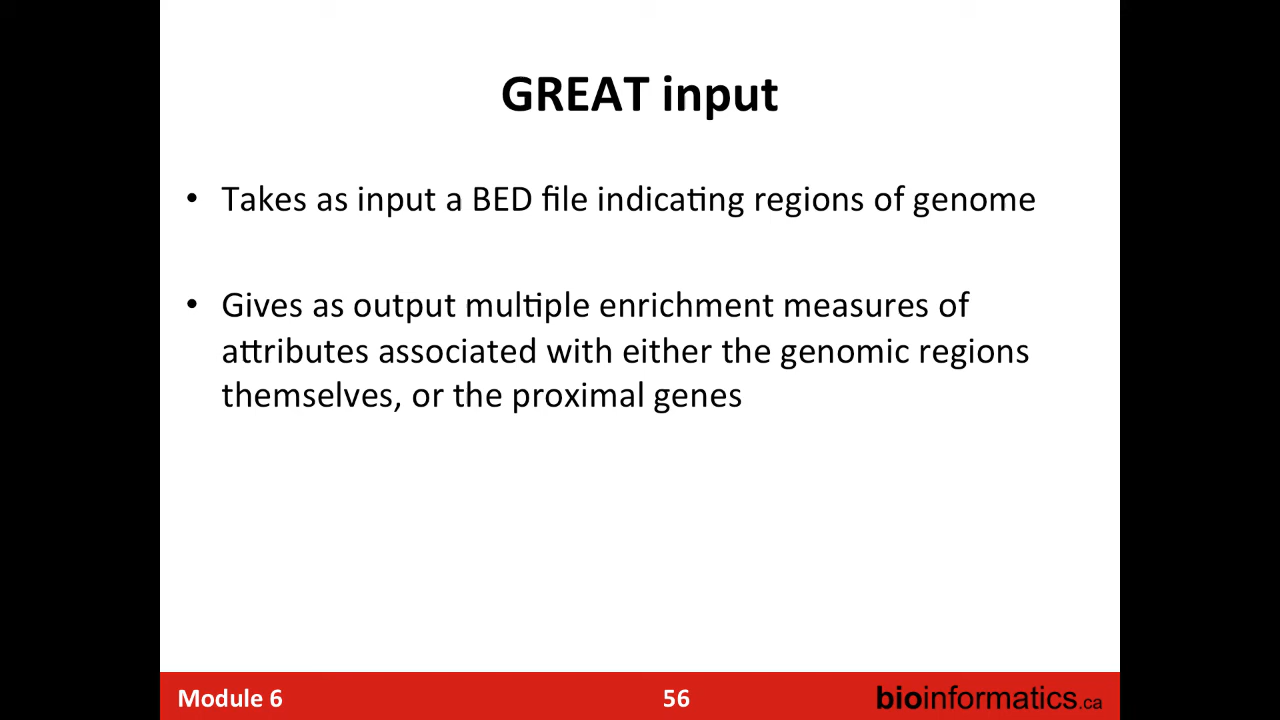 GREAT input
• Takes as input a BED file indicating regions of genome
• Gives as output multiple enrichment measures of
attributes associated with either the genomic regions
themselves, or the proximal genes
Module 6
56
bioinformatics.ca